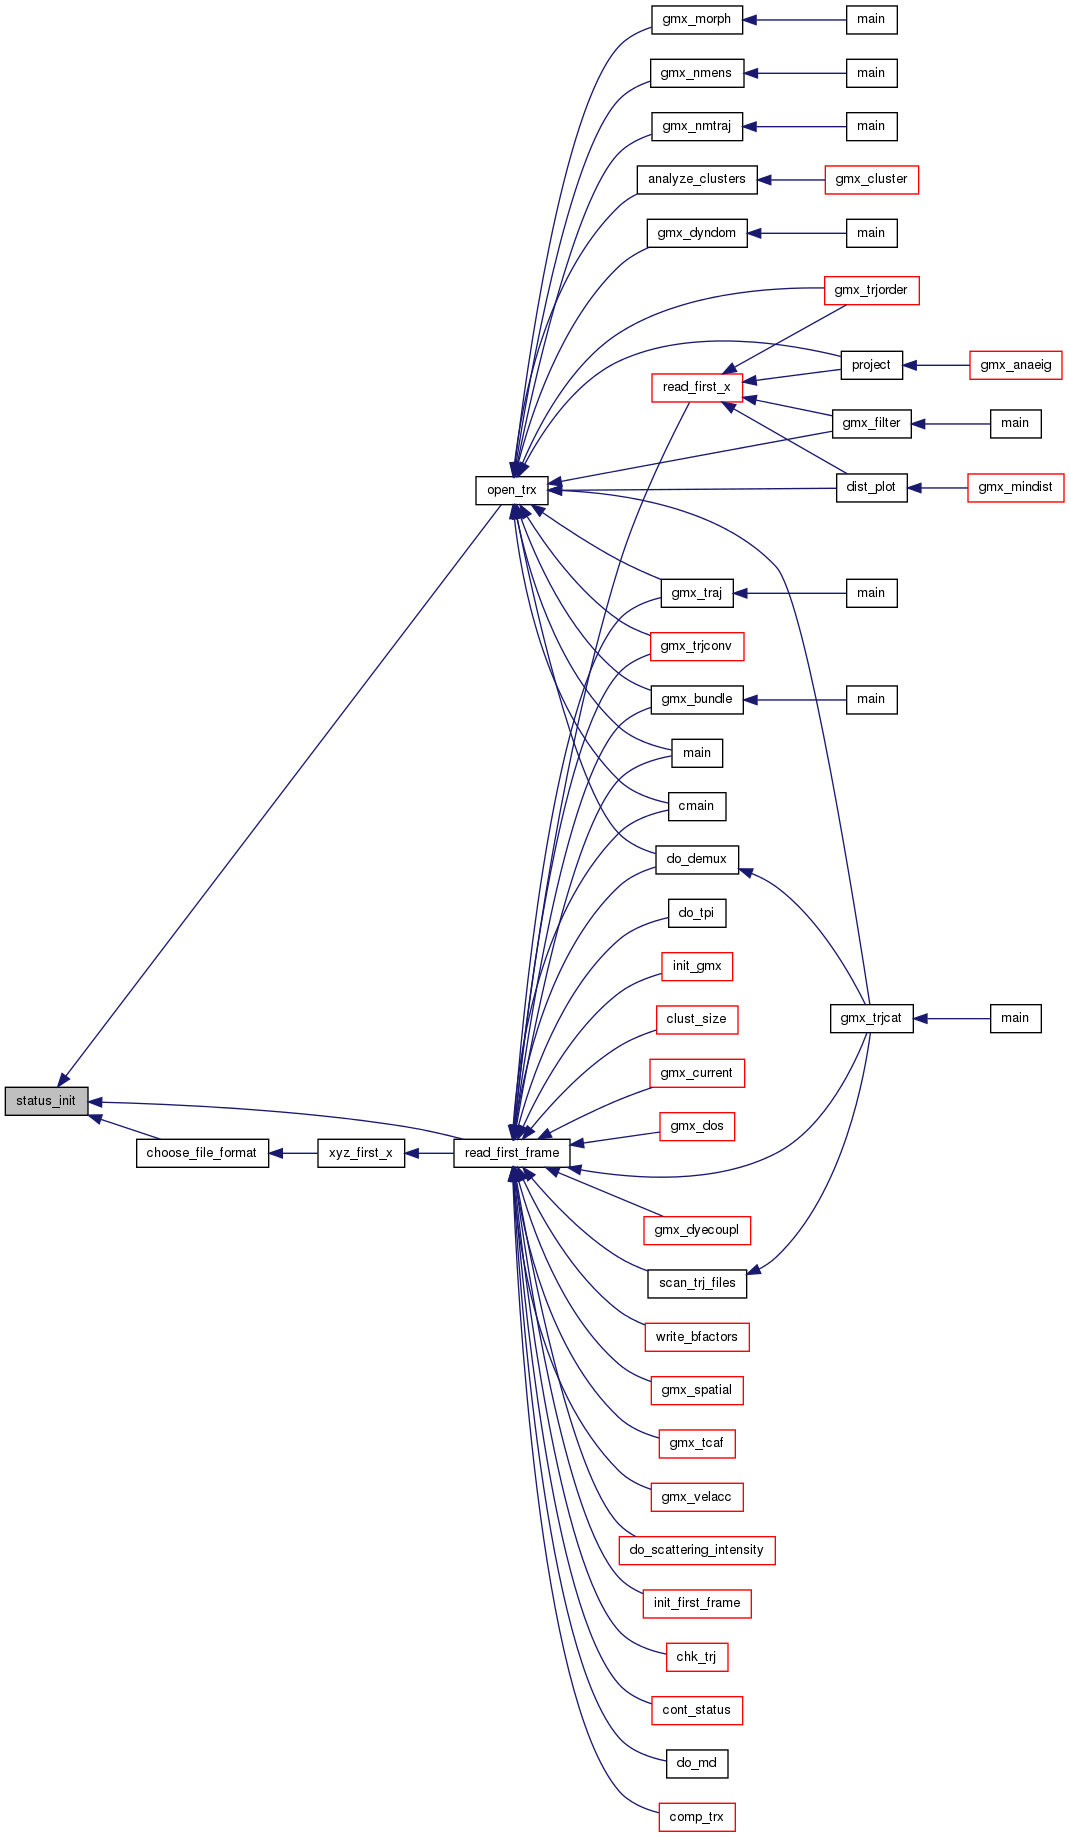 gmx_morph
main
gmx_nmens
main
gmx_nmtraj
main
analyze_clusters
gmx_cluster
gmx_dyndom
main
gmx_trjorder
project
gmx_anaeig
read_first_x
gmx_filter
main
open_trx
dist_plot
gmx_mindist
gmx_traj
main
gmx_trjconv
gmx_bundle
main
main
cmain
do_demux
do_tpi
init_gmx
clust_size
gmx_trjcat
main
gmx_current
status_init
gmx_dos
choose_file_format
xyz_first_x
read_first_frame
gmx_dyecoupl
scan_trj_files
write_bfactors
gmx_spatial
gmx_tcaf
gmx_velacc
do_scattering_intensity
init_first_frame
chk_trj
cont_status
do_md
comp_trx